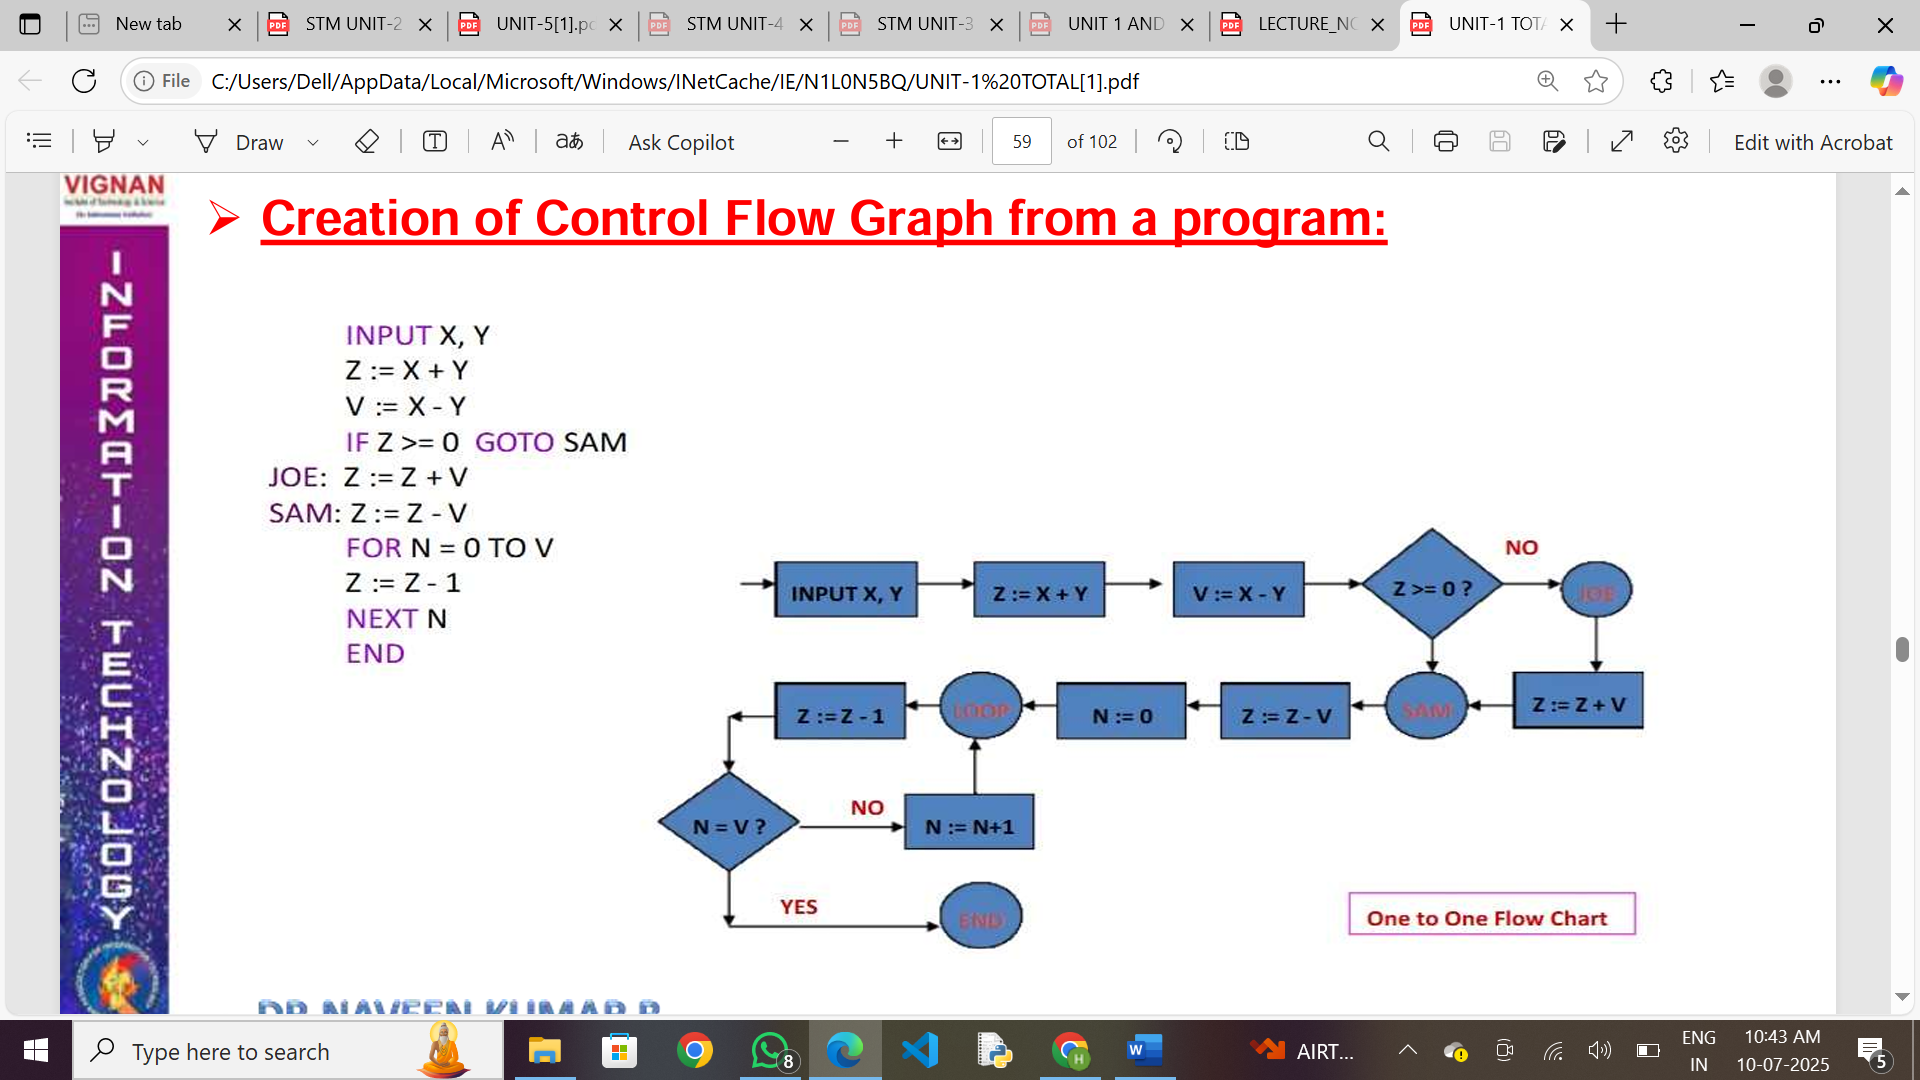 New tab
STM UNIT-2
UNIT-5[1].pd
STM UNIT-4
STM UNIT-3
UNIT 1 AND
LECTURE_NO
UNIT-1 TOTA
File
C:/Users/Dell/AppData/Local/Microsoft/Windows/INetCache/IE/N1L0N5BQ/UNIT-1%20TOTAL[1].pdf
Draw
Ask Copilot
59 of 102
Edit with Acrobat
VIGNAN
INFORMATION TECHNOLOGY
➢ Creation of Control Flow Graph from a program:
INPUT X, Y
Z := X + Y
V := X - Y
IF Z >= 0 GOTO SAM
JOE: Z := Z + V
SAM: Z := Z - V
FOR N = 0 TO V
Z := Z - 1
NEXT N
END
INPUT X, Y
Z := X + Y
V := X - Y
Z >= 0 ?
NO
JOE
Z := Z - 1
LOOP
N := 0
Z := Z - V
SAM
Z := Z + V
N = V ?
NO
N := N+1
YES
END
One to One Flow Chart
DR NAVEEN KUMAR R
Type here to search
8
H
W
AIRT...
ENG
IN
10:43 AM
10-07-2025
5